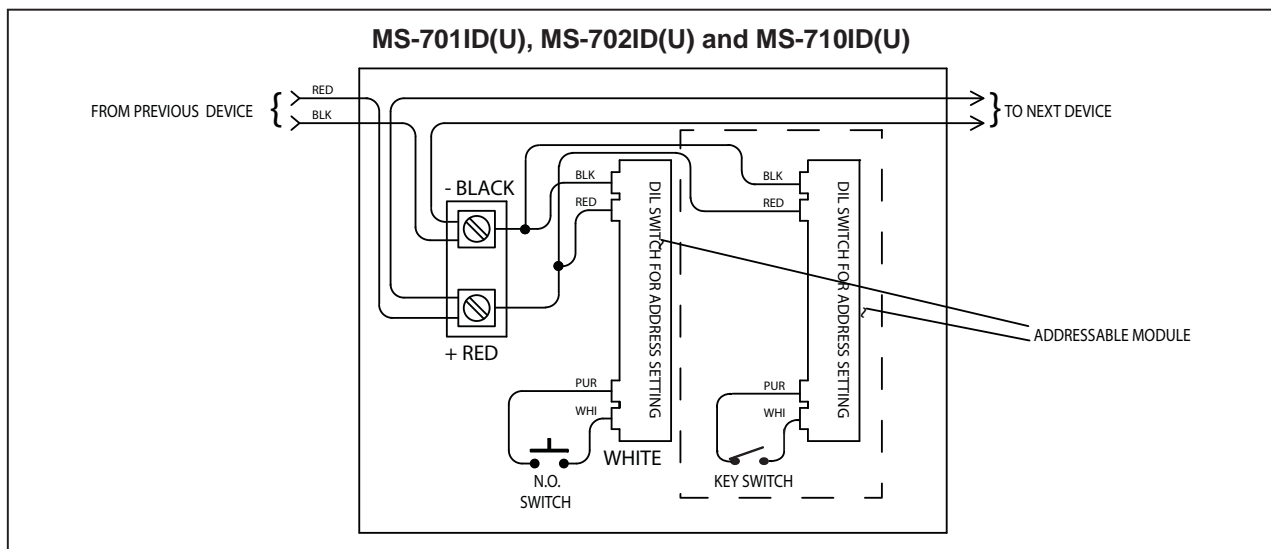 MS-701ID(U), MS-702ID(U) and MS-710ID(U)
FROM PREVIOUS DEVICE
RED
BLK
TO NEXT DEVICE
- BLACK
+ RED
BLK
RED
DIL SWITCH FOR ADDRESS SETTING
PUR
WHI
WHITE
N.O.
SWITCH
BLK
RED
DIL SWITCH FOR ADDRESS SETTING
PUR
WHI
KEY SWITCH
ADDRESSABLE MODULE